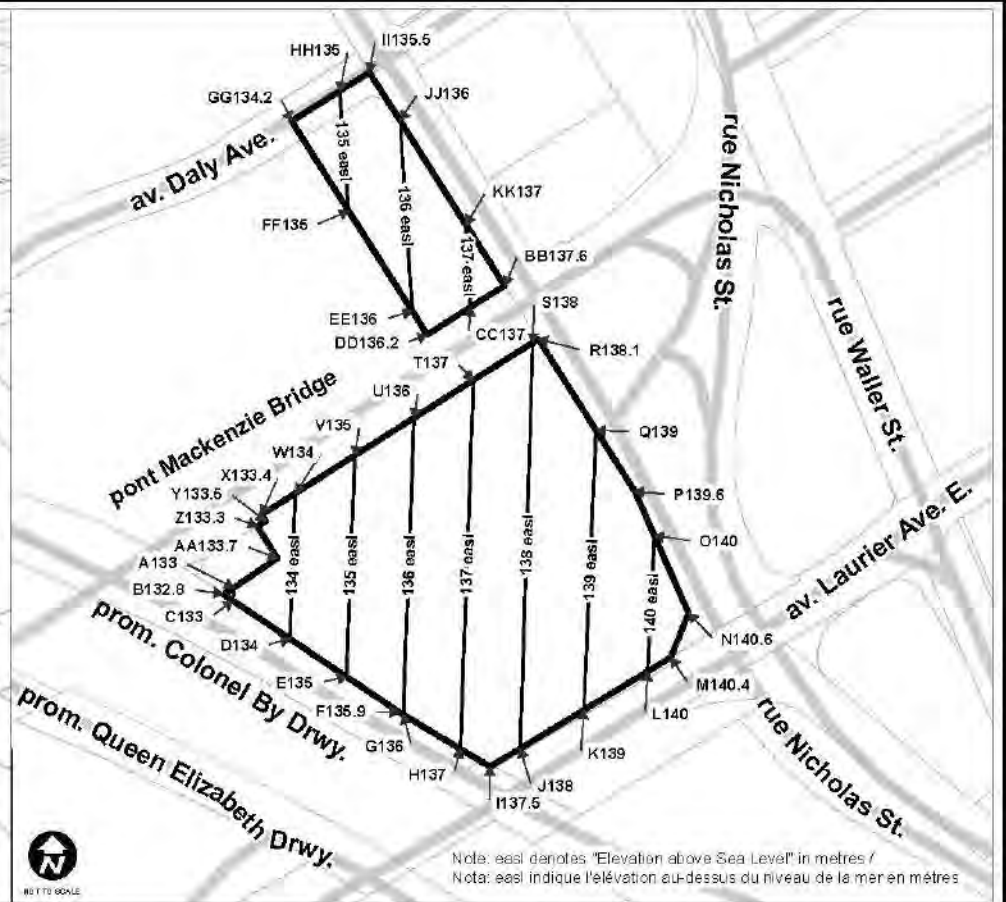 II135.5
HH135
JJ136
GG134.2
135 easl
av. Daly Ave.
rue Nicholas St.
136 easl
KK137
FF135
137 easl
BB137.6
EE136
S138
DD136.2
CC137
R138.1
T137
rue Waller St.
U136
pont Mackenzie Bridge
V135
Q139
W134
X133.4
P139.6
Y133.6
Z133.3
O140
AA133.7
A133
134 easl
135 easl
136 easl
137 easl
138 easl
139 easl
140 easl
av. Laurier Ave. E.
B132.8
C133
N140.6
D134
prom. Colonel By Drwy.
M140.4
E135
L140
F135.9
G136
K139
H137
J138
I137.5
rue Nicholas St.
prom. Queen Elizabeth Drwy.
N
NOT TO SCALE
Note: easl denotes "Elevation above Sea Level" in metres /
Nota: easl indique l'élévation au-dessus du niveau de la mer en mètres